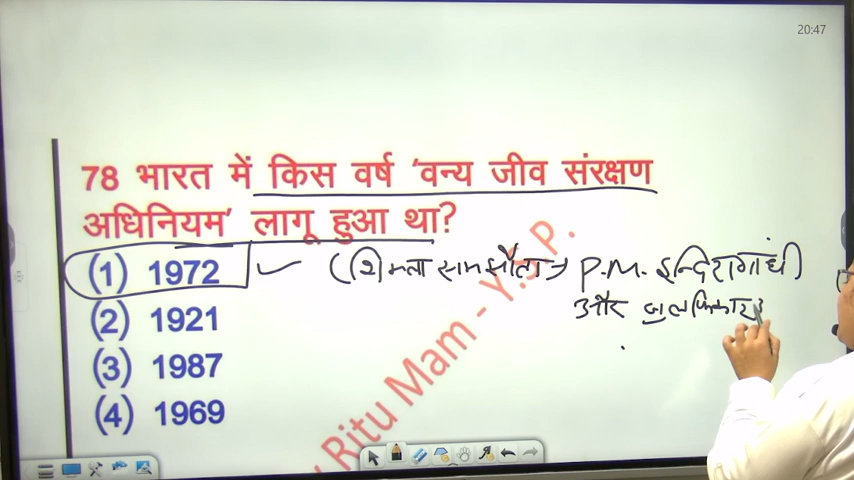 20:47
78 भारत में किस वर्ष 'वन्य जीव संरक्षण
अधिनियम' लागू हुआ था?
(1) 1972 (शिमला समझौता → P.M. इन्दिरा गांधी)
और जुलफिकार
(2) 1921
(3) 1987
(4) 1969
Ritu Mam - Y.S.P.